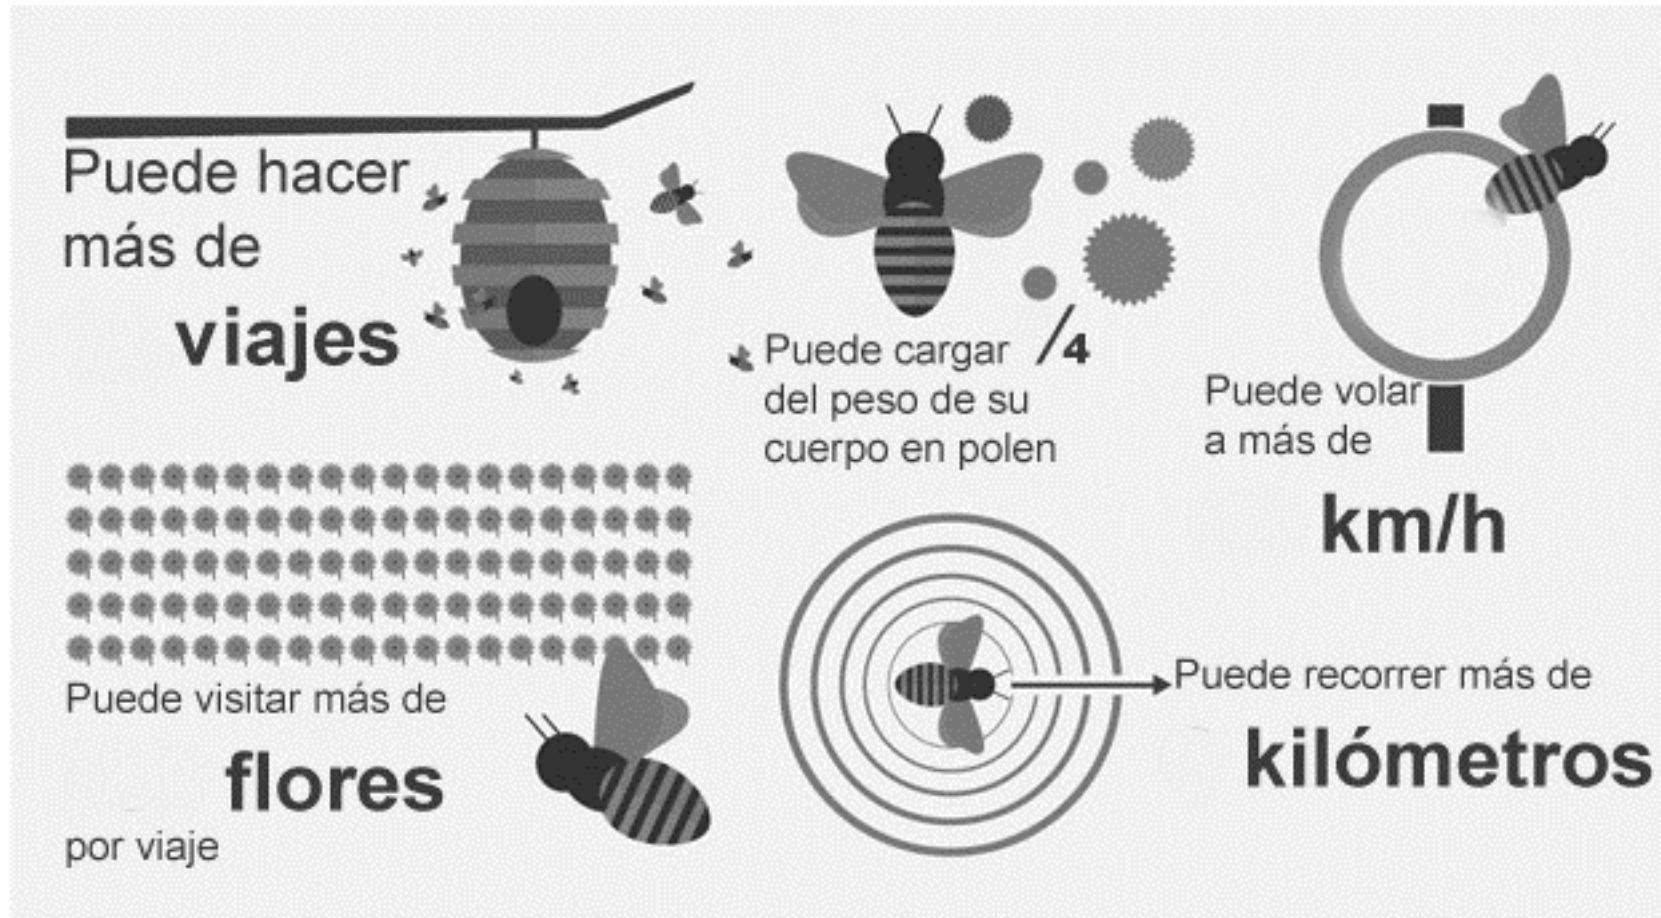 Puede hacer
más de
viajes
/4
Puede cargar
del peso de su
cuerpo en polen
Puede volar
a más de
km/h
Puede visitar más de
flores
por viaje
Puede recorrer más de
kilómetros